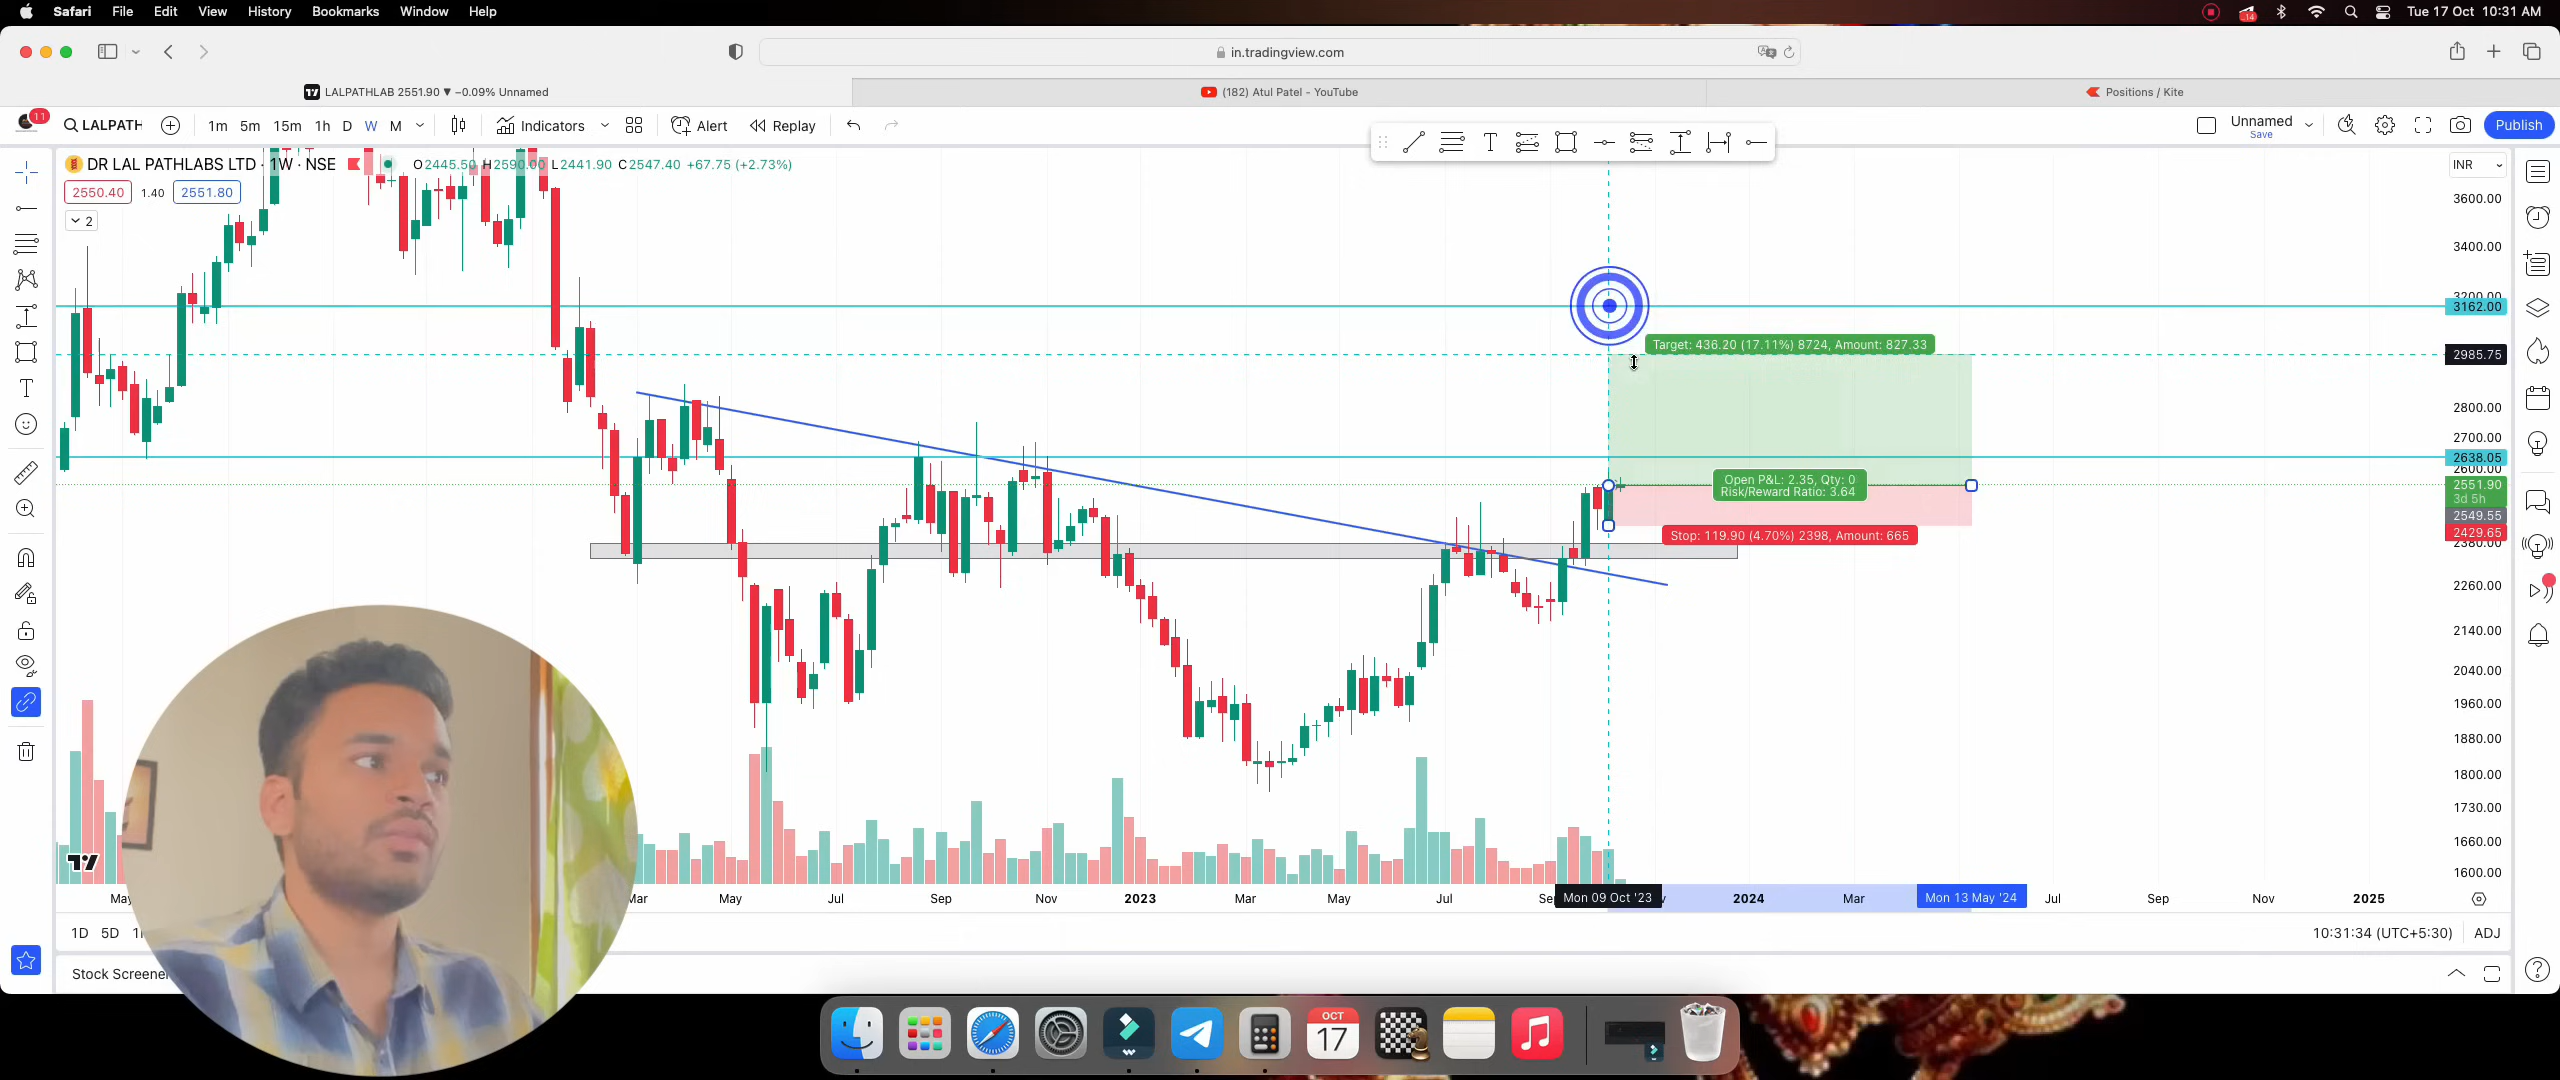 Safari File Edit View History Bookmarks Window Help
14
Tue 17 Oct 10:31 AM
in.tradingview.com
LALPATHLAB 2551.90 ▼ −0.09% Unnamed
(182) Atul Patel - YouTube
Positions / Kite
11
LALPATH
1m 5m 15m 1h D W M
Indicators
Alert
Replay
Unnamed
Save
Publish
DR LAL PATHLABS LTD · 1W · NSE
O2445.50 H2590.00 L2441.90 C2547.40 +67.75 (+2.73%)
2550.40 1.40 2551.80
2
INR
3600.00
3400.00
3200.00
3162.00
2985.75
2800.00
2700.00
2638.05
2600.00
2551.90
3d 5h
2549.55
2429.65
2380.00
2260.00
2140.00
2040.00
1960.00
1880.00
1800.00
1730.00
1660.00
1600.00
Target: 436.20 (17.11%) 8724, Amount: 827.33
Open P&L: 2.35, Qty: 0
Risk/Reward Ratio: 3.64
Stop: 119.90 (4.70%) 2398, Amount: 665
Jul Sep Nov 2023 Mar May Jul
May
Mon 09 Oct '23
2024 Mar
Mon 13 May '24
Jul Sep Nov 2025
1D 5D
10:31:34 (UTC+5:30) ADJ
Stock Screener
OCT
17